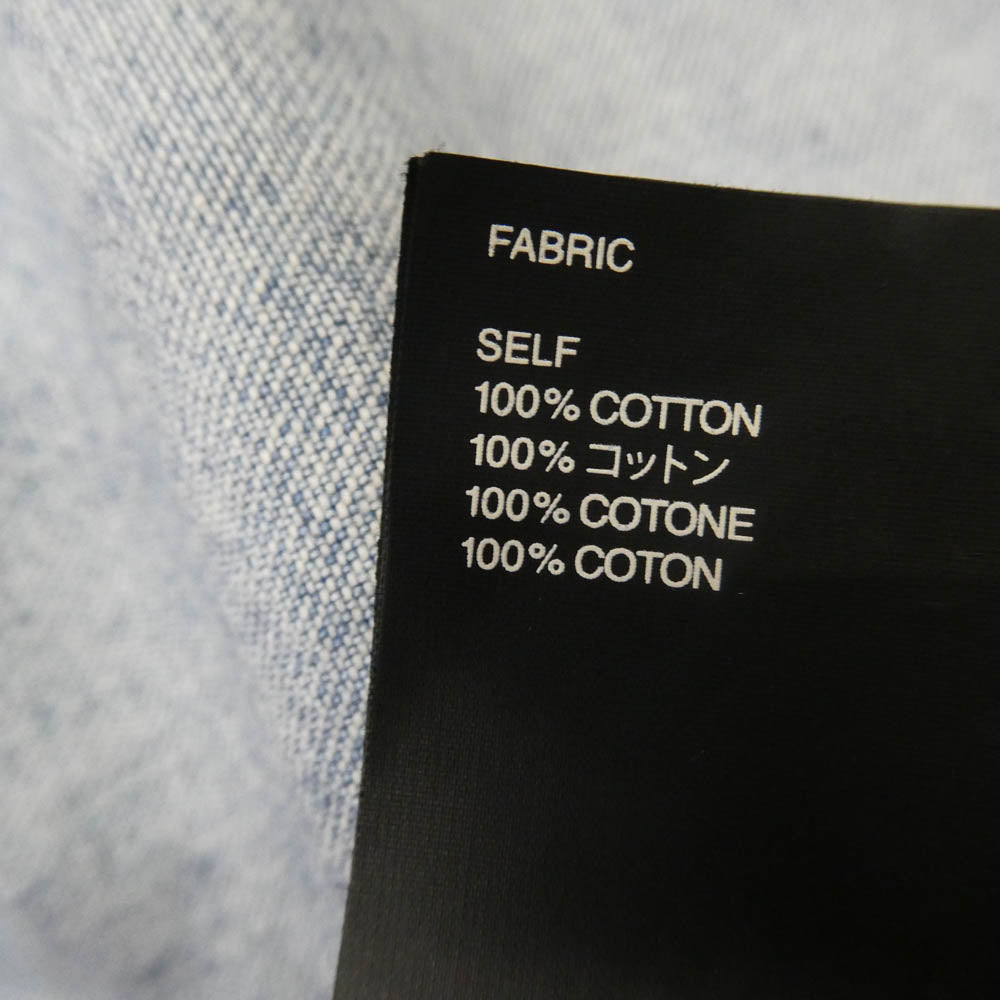 FABRIC
SELF
100% COTTON
100% コットン
100% COTONE
100% COTON